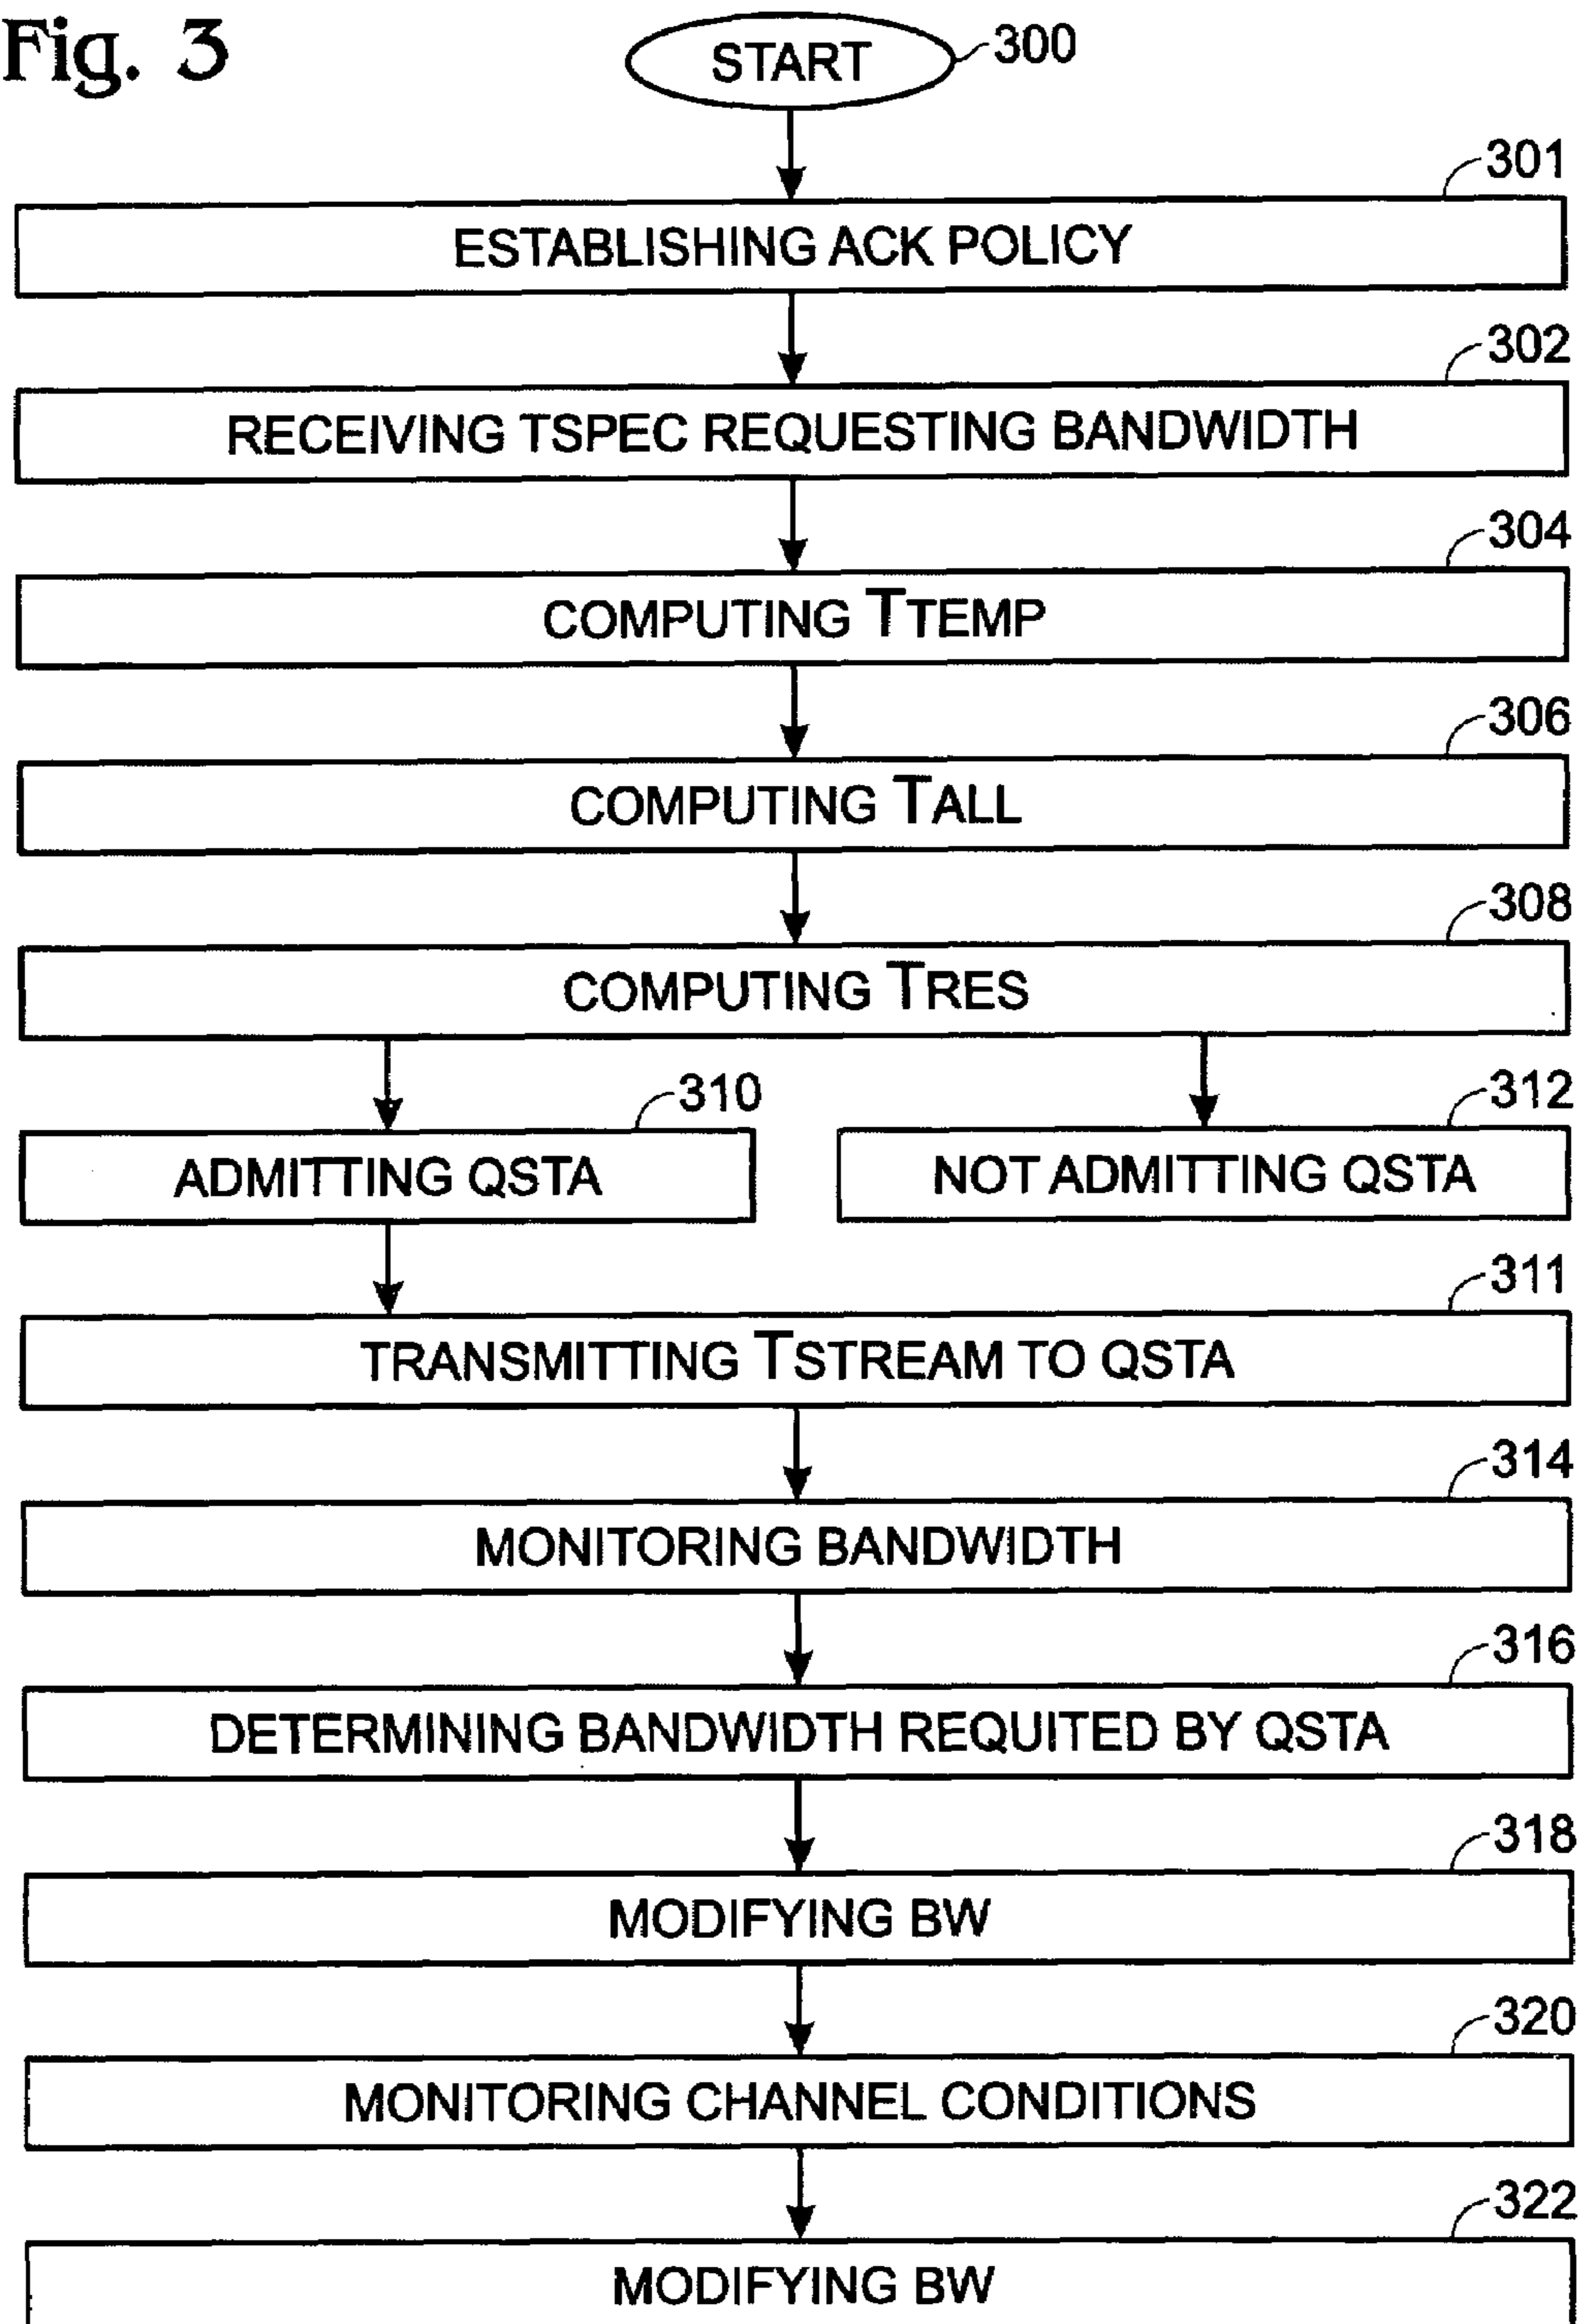 Fig. 3
START
300
301
ESTABLISHING ACK POLICY
302
RECEIVING TSPEC REQUESTING BANDWIDTH
304
COMPUTING TTEMP
306
COMPUTING TALL
308
COMPUTING TRES
310
ADMITTING QSTA
312
NOT ADMITTING QSTA
311
TRANSMITTING TSTREAM TO QSTA
314
MONITORING BANDWIDTH
316
DETERMINING BANDWIDTH REQUITED BY QSTA
318
MODIFYING BW
320
MONITORING CHANNEL CONDITIONS
322
MODIFYING BW